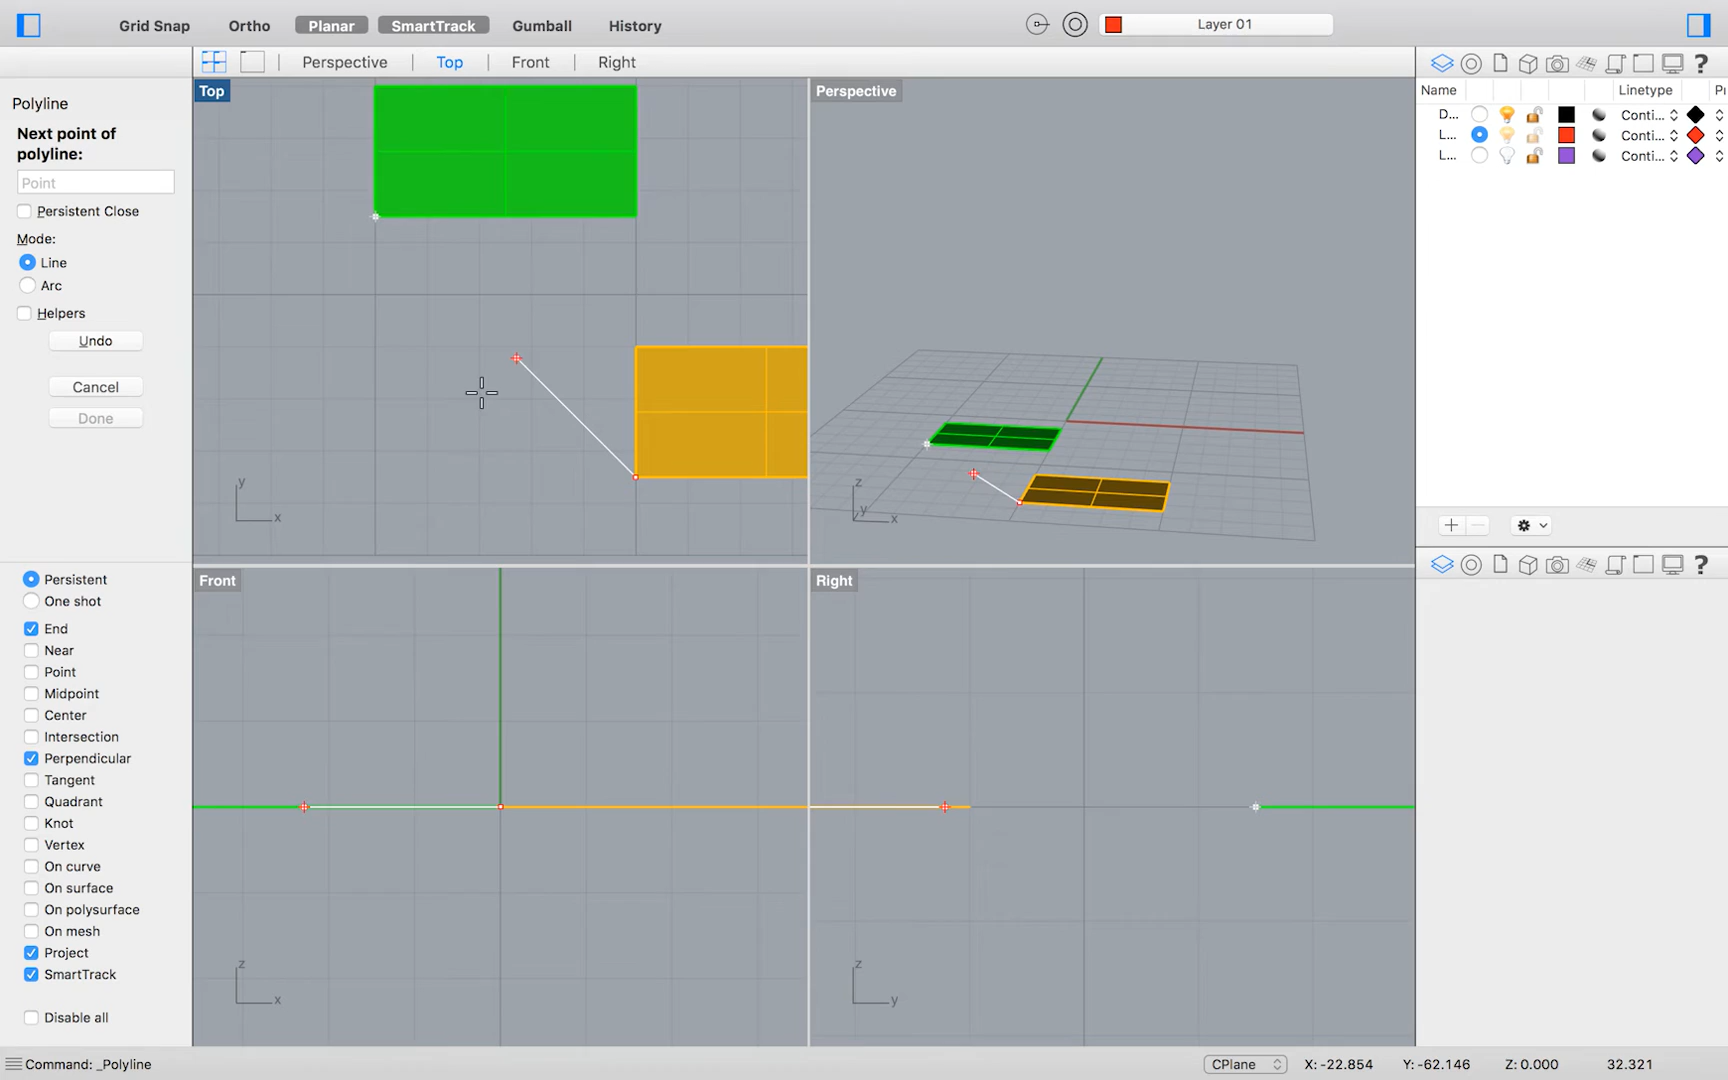 Grid Snap Ortho Planar SmartTrack Gumball History Layer 01
Perspective Top Front Right
Polyline
Next point of
polyline:
Point
Persistent Close
Mode:
Line
Arc
Helpers
Undo
Cancel
Done
Persistent
One shot
End
Near
Point
Midpoint
Center
Intersection
Perpendicular
Tangent
Quadrant
Knot
Vertex
On curve
On surface
On polysurface
On mesh
Project
SmartTrack
Disable all
Top
y
x
Perspective
z
y
x
Front
z
x
Right
z
y
Name Linetype Pi
D... Conti...
L... Conti...
L... Conti...
Command: _Polyline
CPlane X: -22.854 Y: -62.146 Z: 0.000 32.321